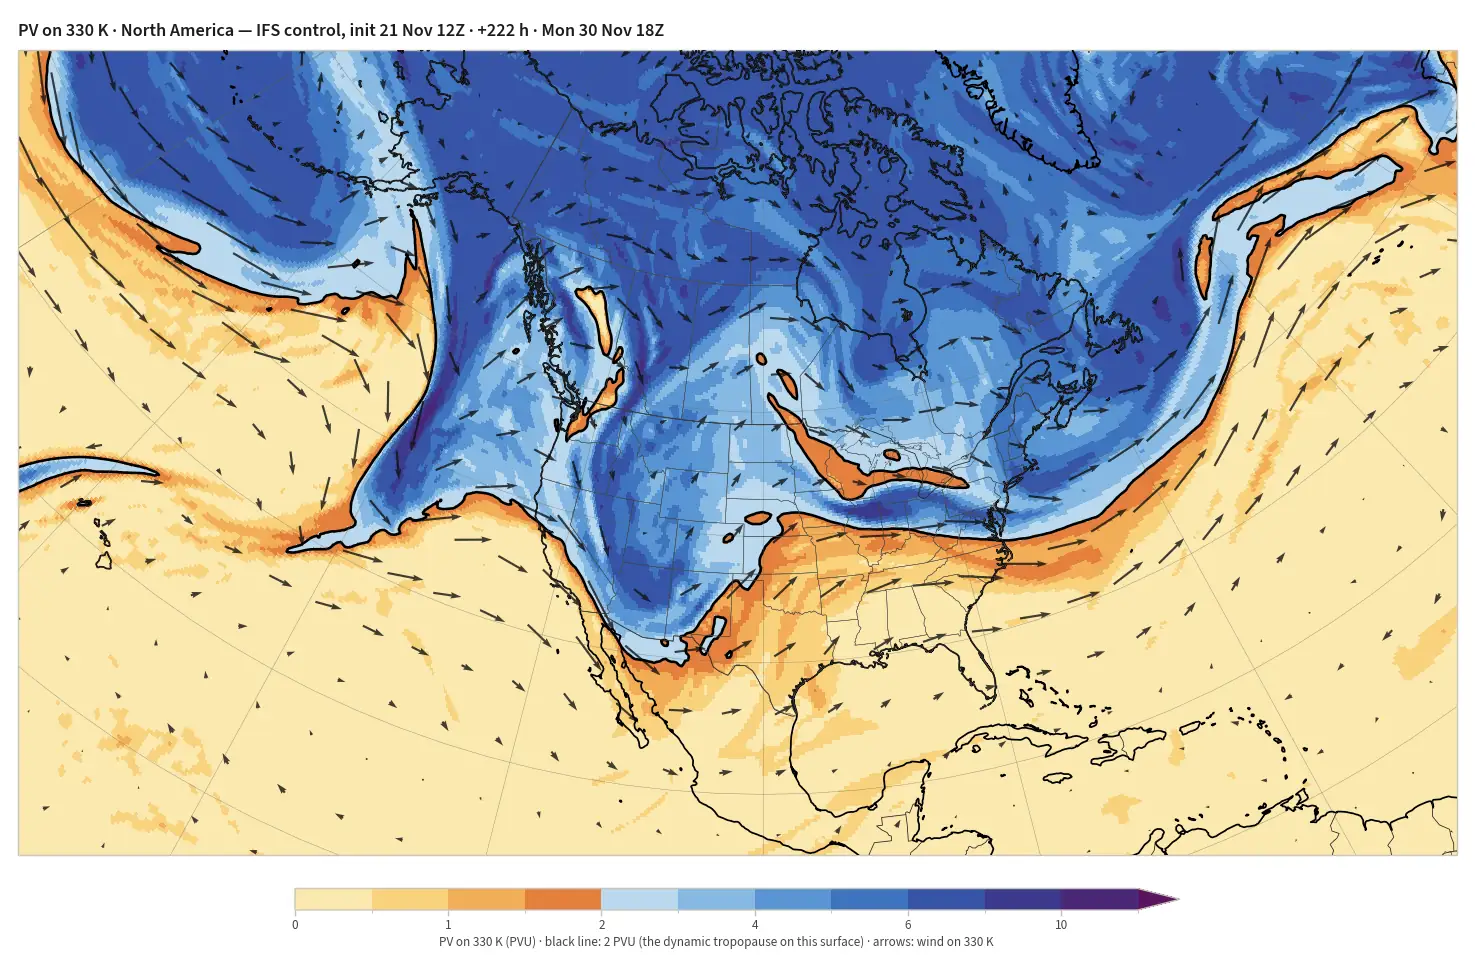 PV on 330 K · North America — IFS control, init 21 Nov 12Z · +222 h · Mon 30 Nov 18Z
0 1 2 4 6 10
PV on 330 K (PVU) · black line: 2 PVU (the dynamic tropopause on this surface) · arrows: wind on 330 K